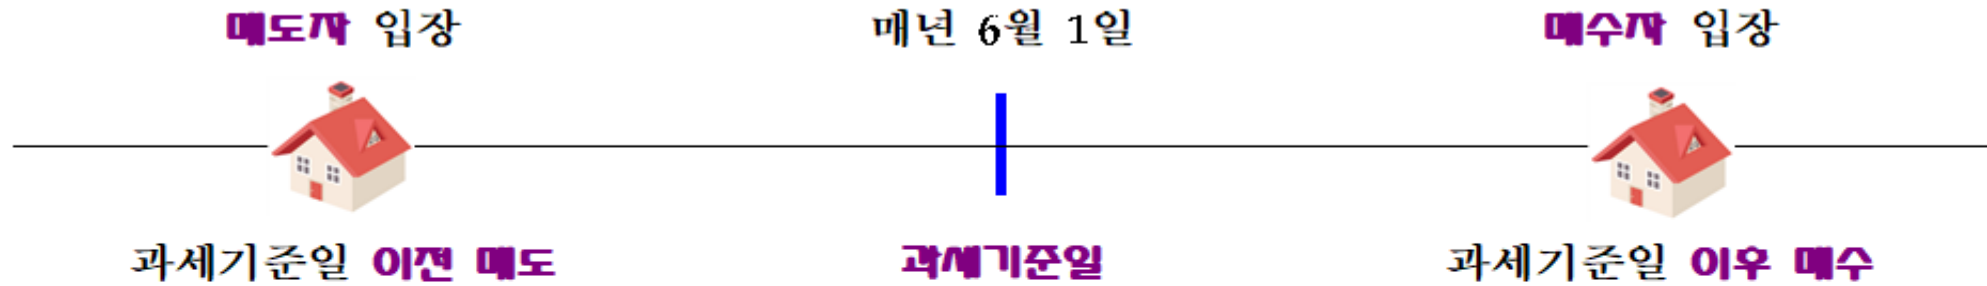 매도자 입장
매년 6월 1일
매수자 입장
과세기준일 이전 매도
과세기준일
과세기준일 이후 매수